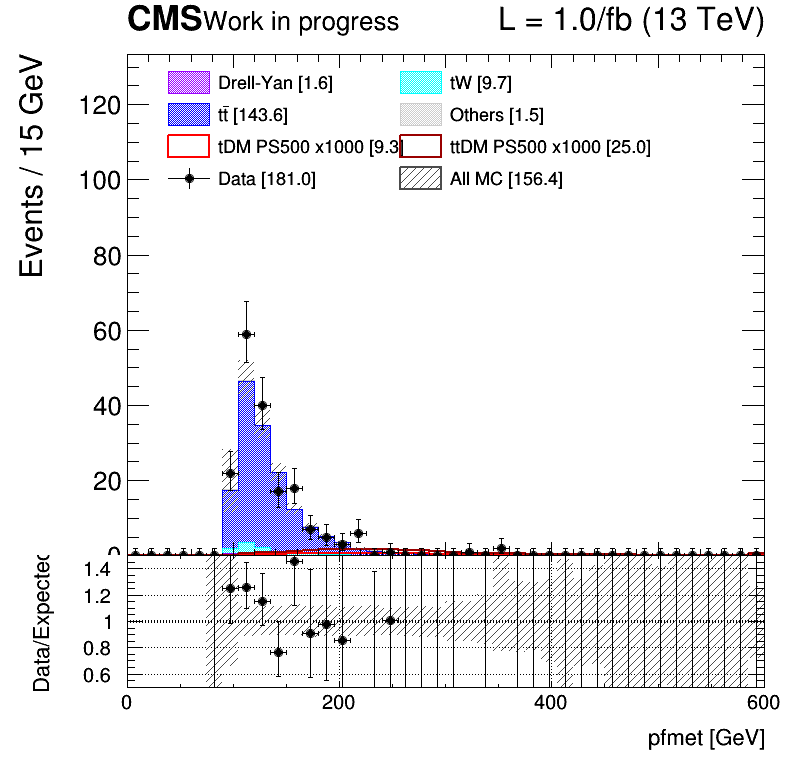 CMS Work in progress L = 1.0/fb (13 TeV)
Events / 15 GeV
120
100
80
60
40
20
0
Drell-Yan [1.6] tW [9.7]
tt̄ [143.6] Others [1.5]
tDM PS500 x1000 [9.3] ttDM PS500 x1000 [25.0]
Data [181.0] All MC [156.4]
Data/Expected
1.4
1.2
1
0.8
0.6
0 200 400 600
pfmet [GeV]